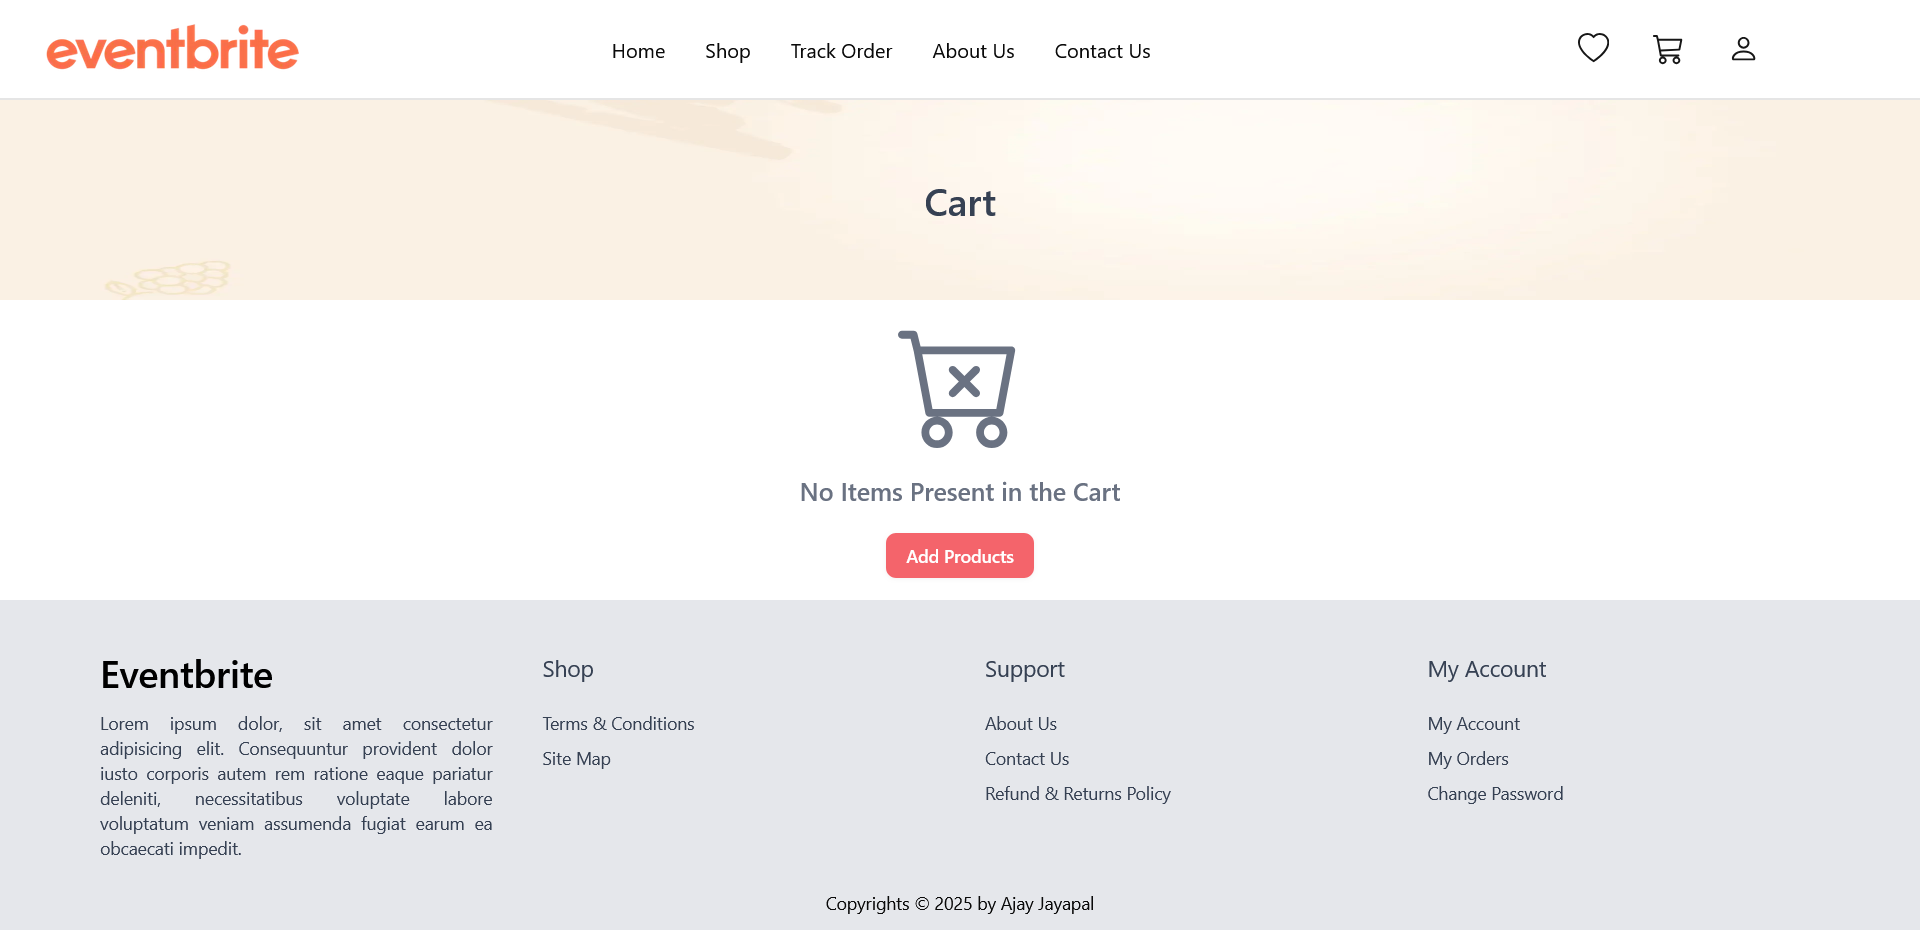 eventbrite
Home
Shop
Track Order
About Us
Contact Us
Cart
No Items Present in the Cart
Add Products
Eventbrite
Lorem ipsum dolor, sit amet consectetur
adipisicing elit. Consequuntur provident dolor
iusto corporis autem rem ratione eaque pariatur
deleniti, necessitatibus voluptate labore
voluptatum veniam assumenda fugiat earum ea
obcaecati impedit.
Shop
Terms & Conditions
Site Map
Support
About Us
Contact Us
Refund & Returns Policy
My Account
My Account
My Orders
Change Password
Copyrights © 2025 by Ajay Jayapal